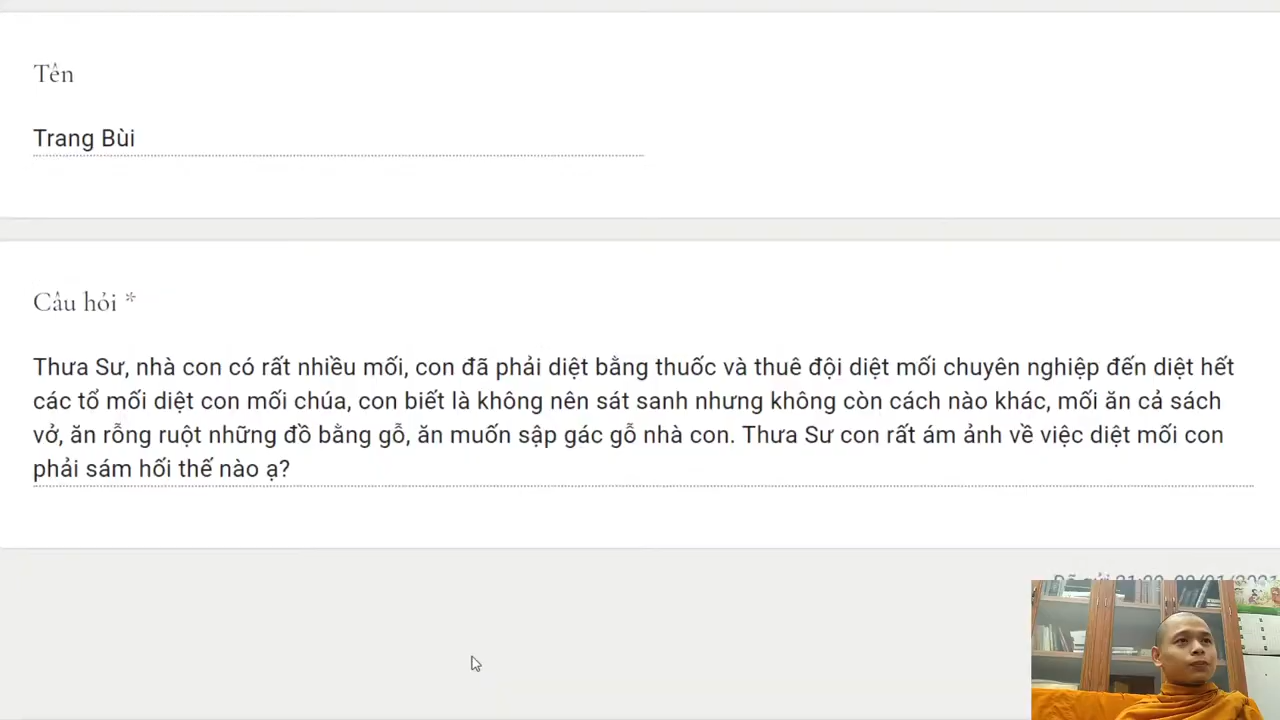 Tên
Trang Bùi
Câu hỏi *
Thưa Sư, nhà con có rất nhiều mối, con đã phải diệt bằng thuốc và thuê đội diệt mối chuyên nghiệp đến diệt hết
các tổ mối diệt con mối chúa, con biết là không nên sát sanh nhưng không còn cách nào khác, mối ăn cả sách
vở, ăn rỗng ruột những đồ bằng gỗ, ăn muốn sập gác gỗ nhà con. Thưa Sư con rất ám ảnh về việc diệt mối con
phải sám hối thế nào ạ?